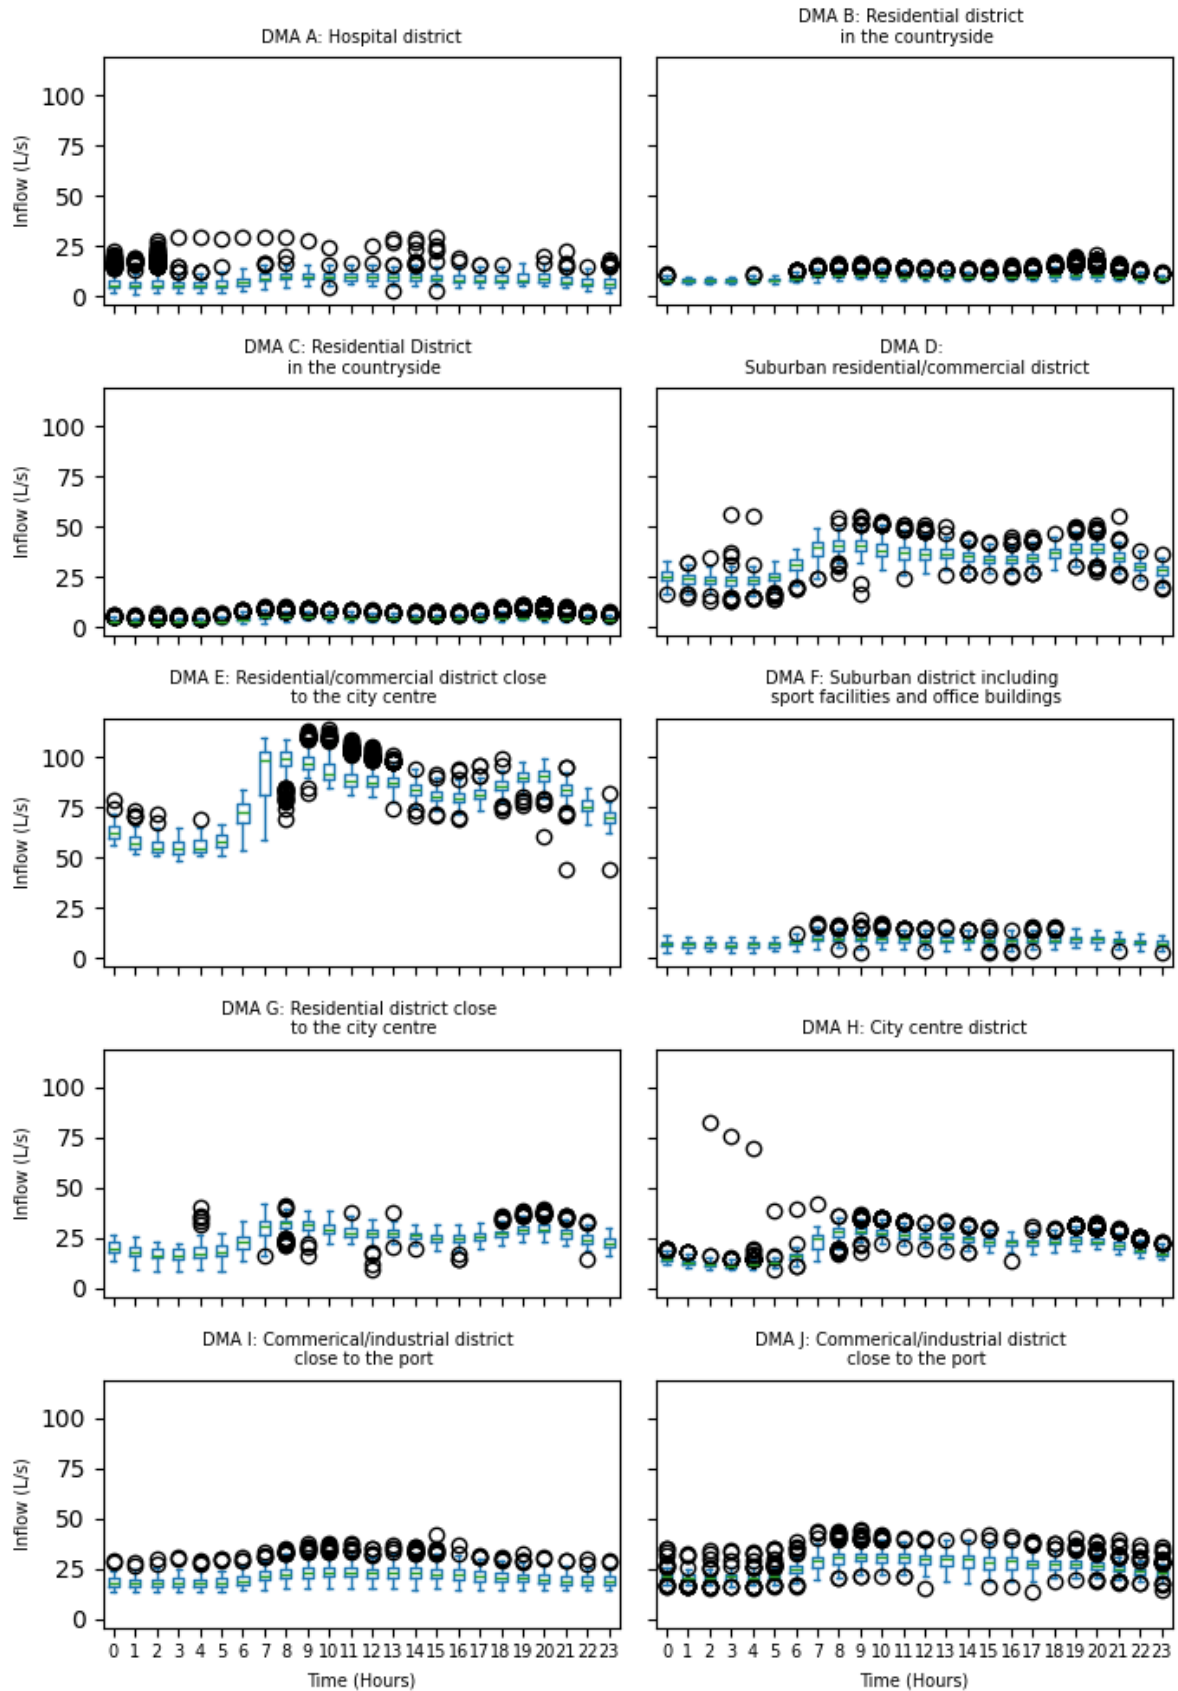 DMA A: Hospital district
DMA B: Residential district
in the countryside
Inflow (L/s)
100
75
50
25
0
DMA C: Residential District
in the countryside
DMA D:
Suburban residential/commercial district
Inflow (L/s)
100
75
50
25
0
DMA E: Residential/commercial district close
to the city centre
DMA F: Suburban district including
sport facilities and office buildings
Inflow (L/s)
100
75
50
25
0
DMA G: Residential district close
to the city centre
DMA H: City centre district
Inflow (L/s)
100
75
50
25
0
DMA I: Commerical/industrial district
close to the port
DMA J: Commerical/industrial district
close to the port
Inflow (L/s)
100
75
50
25
0
0 1 2 3 4 5 6 7 8 9 10 11 12 13 14 15 16 17 18 19 20 21 22 23
Time (Hours)
0 1 2 3 4 5 6 7 8 9 10 11 12 13 14 15 16 17 18 19 20 21 22 23
Time (Hours)